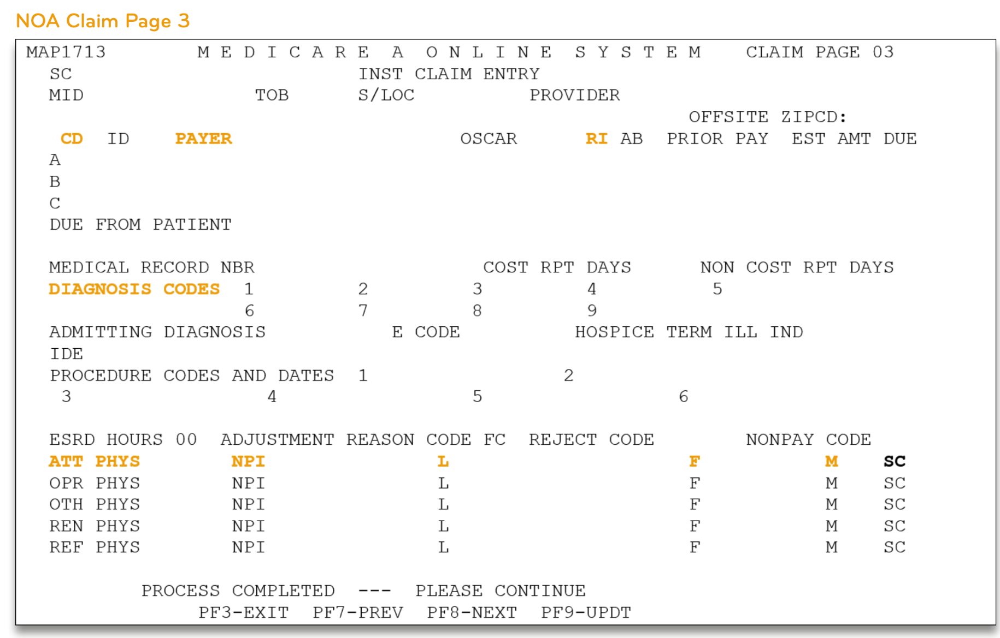 NOA Claim Page 3
MAP1713 M E D I C A R E A O N L I N E S Y S T E M CLAIM PAGE 03
SC INST CLAIM ENTRY
MID TOB S/LOC PROVIDER
OFFSITE ZIPCD:
CD ID PAYER OSCAR RI AB PRIOR PAY EST AMT DUE
A
B
C
DUE FROM PATIENT
MEDICAL RECORD NBR COST RPT DAYS NON COST RPT DAYS
DIAGNOSIS CODES 1 2 3 4 5
6 7 8 9
ADMITTING DIAGNOSIS E CODE HOSPICE TERM ILL IND
IDE
PROCEDURE CODES AND DATES 1 2
3 4 5 6
ESRD HOURS 00 ADJUSTMENT REASON CODE FC REJECT CODE NONPAY CODE
ATT PHYS NPI L F M SC
OPR PHYS NPI L F M SC
OTH PHYS NPI L F M SC
REN PHYS NPI L F M SC
REF PHYS NPI L F M SC
PROCESS COMPLETED --- PLEASE CONTINUE
PF3-EXIT PF7-PREV PF8-NEXT PF9-UPDT